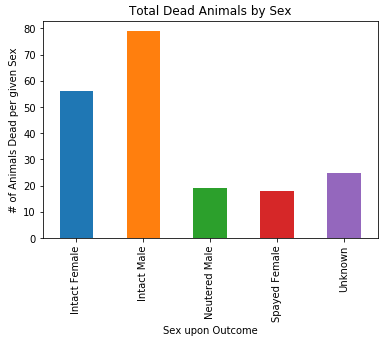 Total Dead Animals by Sex
# of Animals Dead per given Sex
80
70
60
50
40
30
20
10
0
Intact Female
Intact Male
Neutered Male
Spayed Female
Unknown
Sex upon Outcome